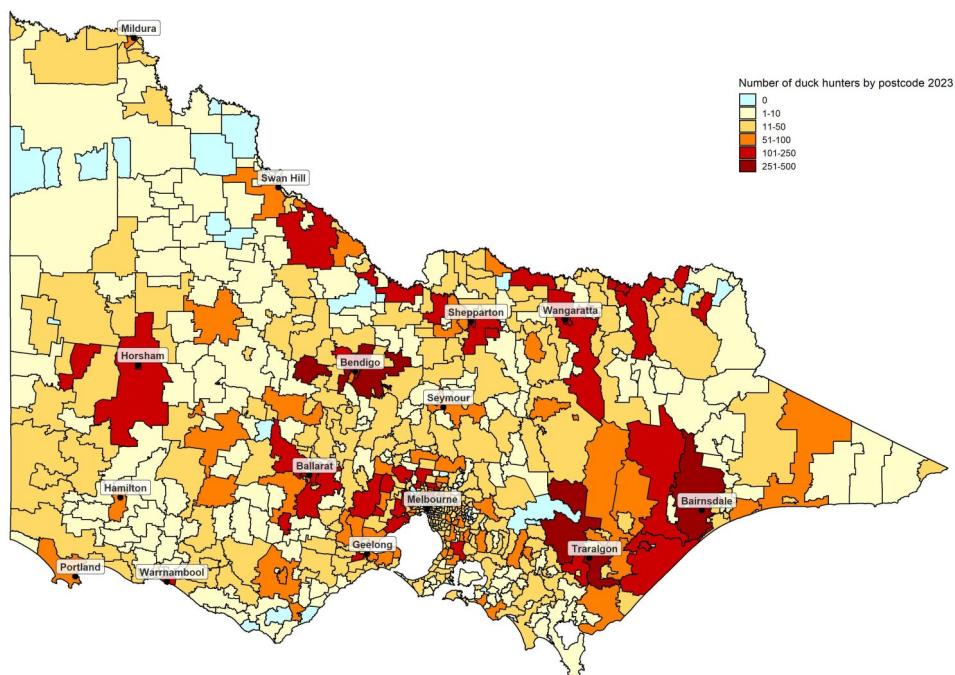 Mildura
Number of duck hunters by postcode 2023
0
1-10
11-50
51-100
101-250
251-500
Swan Hill
Shepparton
Wangaratta
Horsham
Bendigo
Seymour
Ballarat
Hamilton
Melbourne
Bairnsdale
Geelong
Traralgon
Portland
Warrnambool